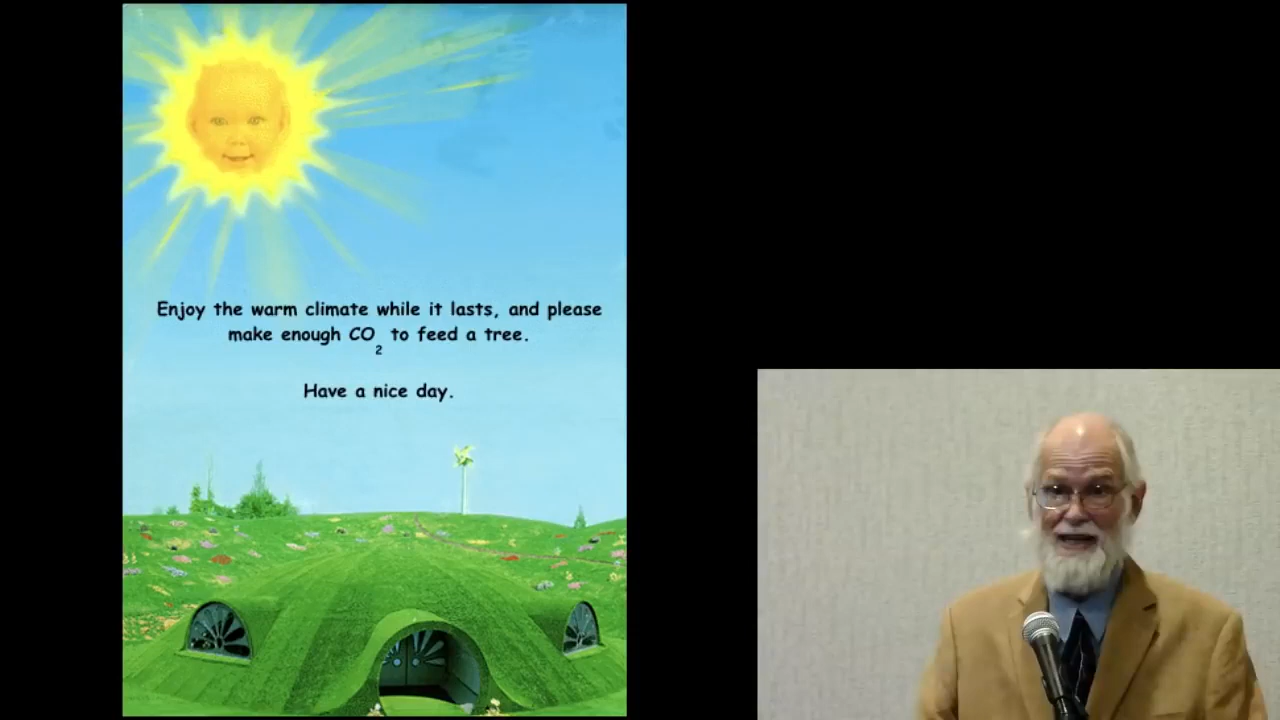 Enjoy the warm climate while it lasts, and please
make enough CO2 to feed a tree.
Have a nice day.